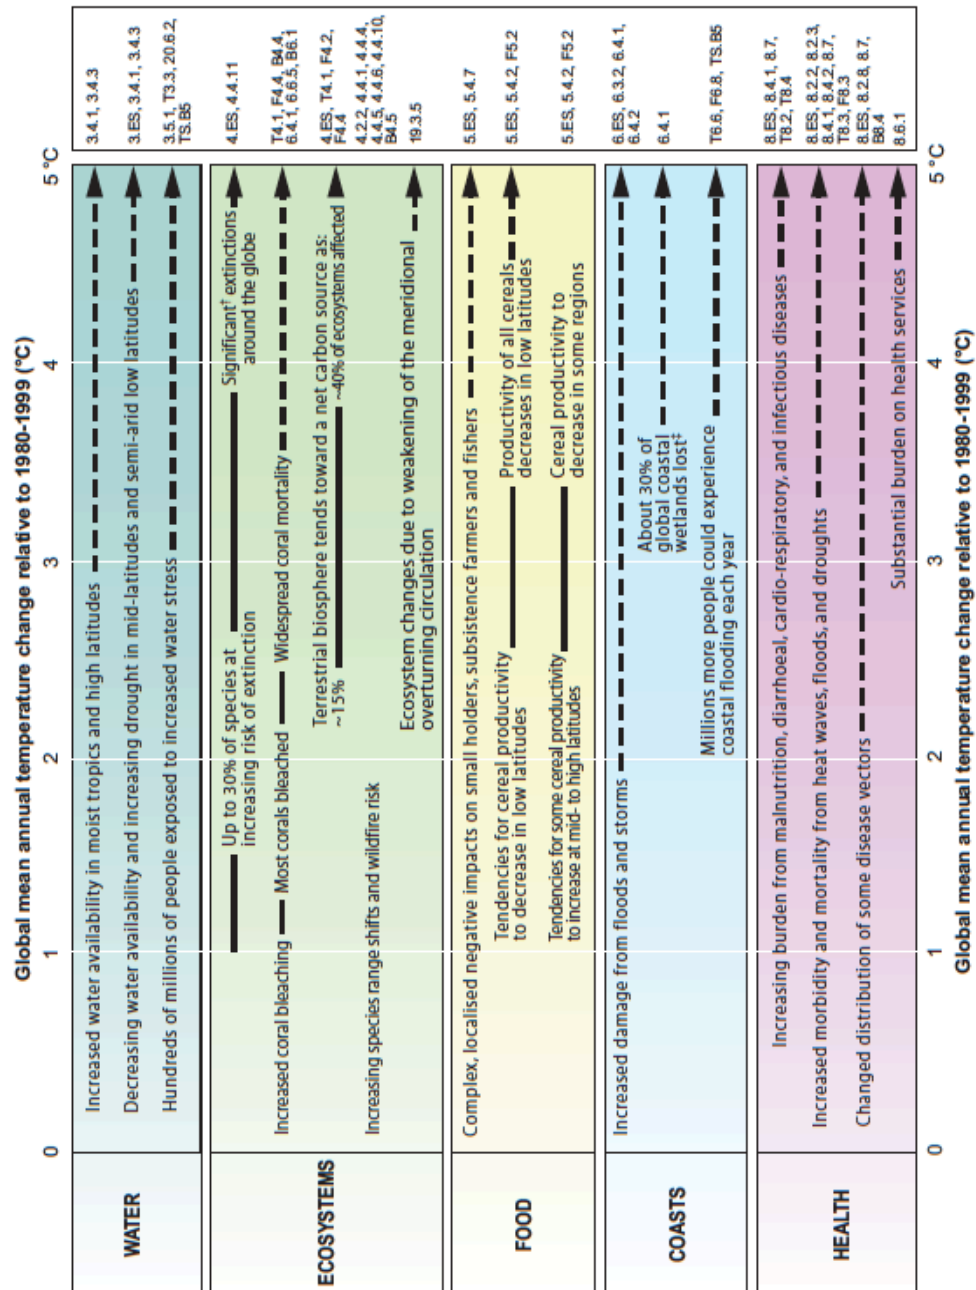 Global mean annual temperature change relative to 1980-1999 (°C)
0
1
2
3
4
5 °C
WATER
Increased water availability in moist tropics and high latitudes
3.4.1, 3.4.3
Decreasing water availability and increasing drought in mid-latitudes and semi-arid low latitudes
3.ES, 3.4.1, 3.4.3
Hundreds of millions of people exposed to increased water stress
3.5.1, T3.3, 20.6.2,
TS.B5
ECOSYSTEMS
Up to 30% of species at
increasing risk of extinction
Significant† extinctions
around the globe
4.ES, 4.4.11
Increased coral bleaching
Most corals bleached
Widespread coral mortality
T4.1, F4.4, B4.4,
6.4.1, 6.6.5, B6.1
Terrestrial biosphere tends toward a net carbon source as:
~15%
~40% of ecosystems affected
4.ES, T4.1, F4.2,
F4.4
Increasing species range shifts and wildfire risk
4.2.2, 4.4.1, 4.4.4,
4.4.5, 4.4.6, 4.4.10,
B4.5
Ecosystem changes due to weakening of the meridional
overturning circulation
19.3.5
FOOD
Complex, localised negative impacts on small holders, subsistence farmers and fishers
5.ES, 5.4.7
Tendencies for cereal productivity
to decrease in low latitudes
Productivity of all cereals
decreases in low latitudes
5.ES, 5.4.2, F5.2
Tendencies for some cereal productivity
to increase at mid- to high latitudes
Cereal productivity to
decrease in some regions
5.ES, 5.4.2, F5.2
COASTS
Increased damage from floods and storms
6.ES, 6.3.2, 6.4.1,
6.4.2
About 30% of
global coastal
wetlands lost‡
6.4.1
Millions more people could experience
coastal flooding each year
T6.6, F6.8, TS.B5
HEALTH
Increasing burden from malnutrition, diarrhoeal, cardio-respiratory, and infectious diseases
8.ES, 8.4.1, 8.7,
T8.2, T8.4
Increased morbidity and mortality from heat waves, floods, and droughts
8.ES, 8.2.2, 8.2.3,
8.4.1, 8.4.2, 8.7,
T8.3, F8.3
Changed distribution of some disease vectors
8.ES, 8.2.8, 8.7,
B8.4
Substantial burden on health services
8.6.1
0
1
2
3
4
5 °C
Global mean annual temperature change relative to 1980-1999 (°C)